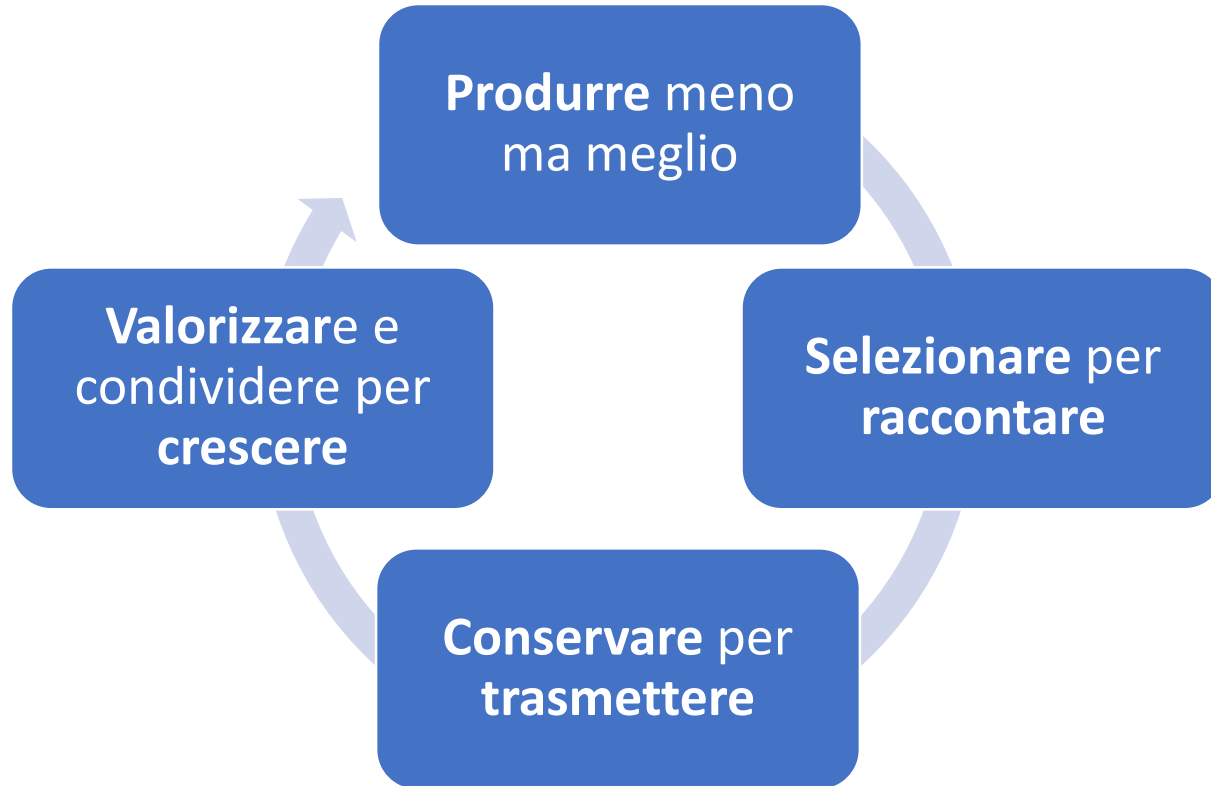 Produrre meno
ma meglio
Selezionare per
raccontare
Conservare per
trasmettere
Valorizzare e
condividere per
crescere